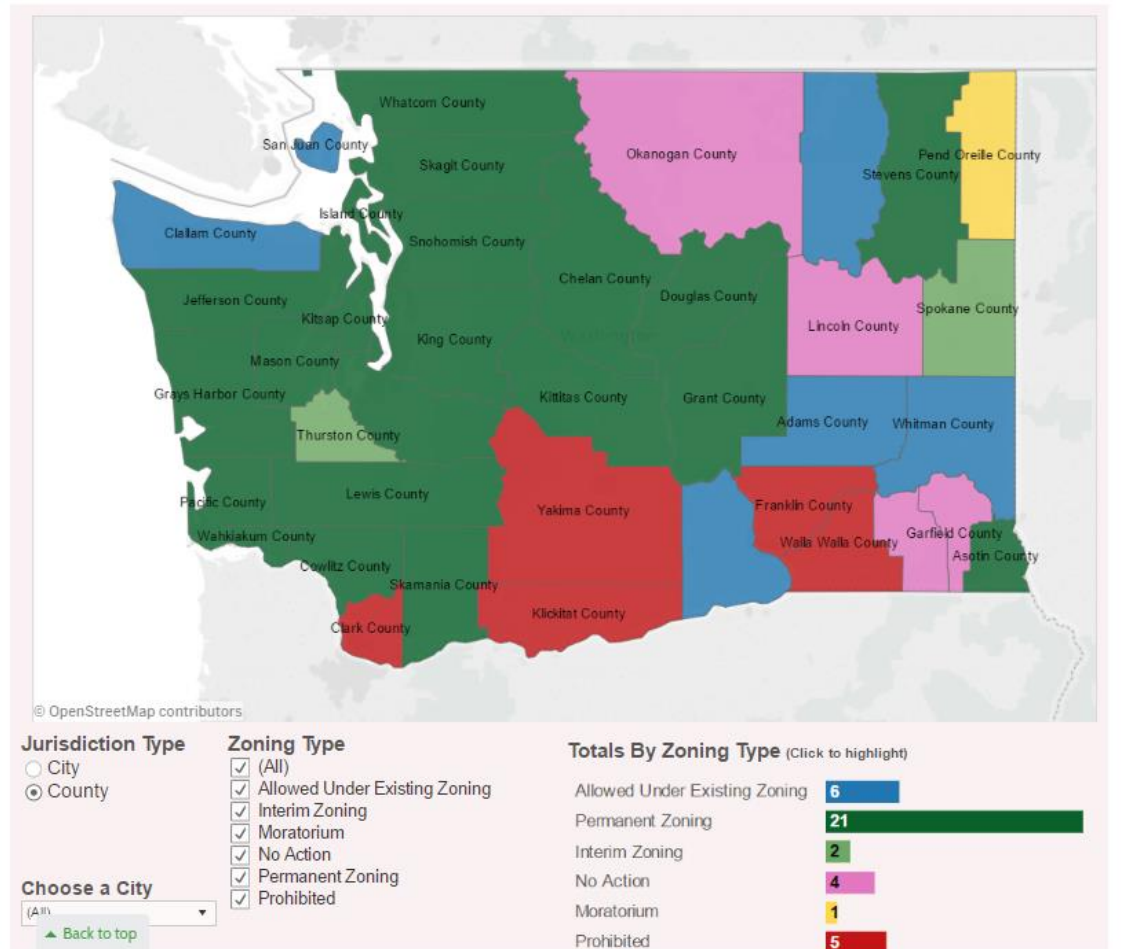 Whatcom County
San Juan County
Skagit County
Okanogan County
Pend Oreille County
Stevens County
Island County
Clallam County
Snohomish County
Chelan County
Douglas County
Jefferson County
Kitsap County
Spokane County
Lincoln County
King County
Mason County
Grays Harbor County
Kittitas County
Grant County
Adams County
Whitman County
Thurston County
Lewis County
Pacific County
Yakima County
Franklin County
Wahkiakum County
Walla Walla County
Garfield County
Asotin County
Cowlitz County
Skamania County
Klickitat County
Clark County
© OpenStreetMap contributors
Jurisdiction Type
City
County
Choose a City
(All)
Back to top
Zoning Type
(All)
Allowed Under Existing Zoning
Interim Zoning
Moratorium
No Action
Permanent Zoning
Prohibited
Totals By Zoning Type (Click to highlight)
Allowed Under Existing Zoning 6
Permanent Zoning 21
Interim Zoning 2
No Action 4
Moratorium 1
Prohibited 5